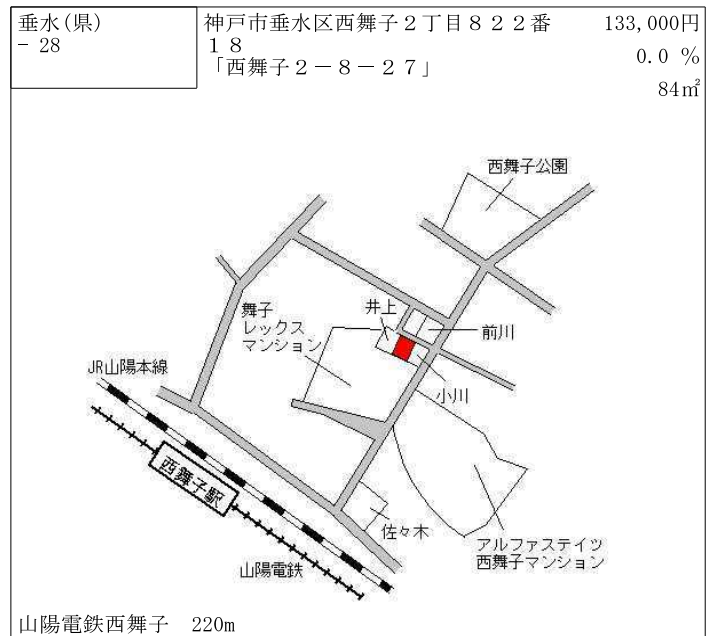 垂水(県)
－ 28
神戸市垂水区西舞子２丁目８２２番
１８
「西舞子２－８－２７」
133,000円
0.0 %
84㎡
西舞子公園
井上
前川
舞子
レックス
マンション
小川
JR山陽本線
西舞子駅
佐々木
山陽電鉄
アルファステイツ
西舞子マンション
山陽電鉄西舞子　220m